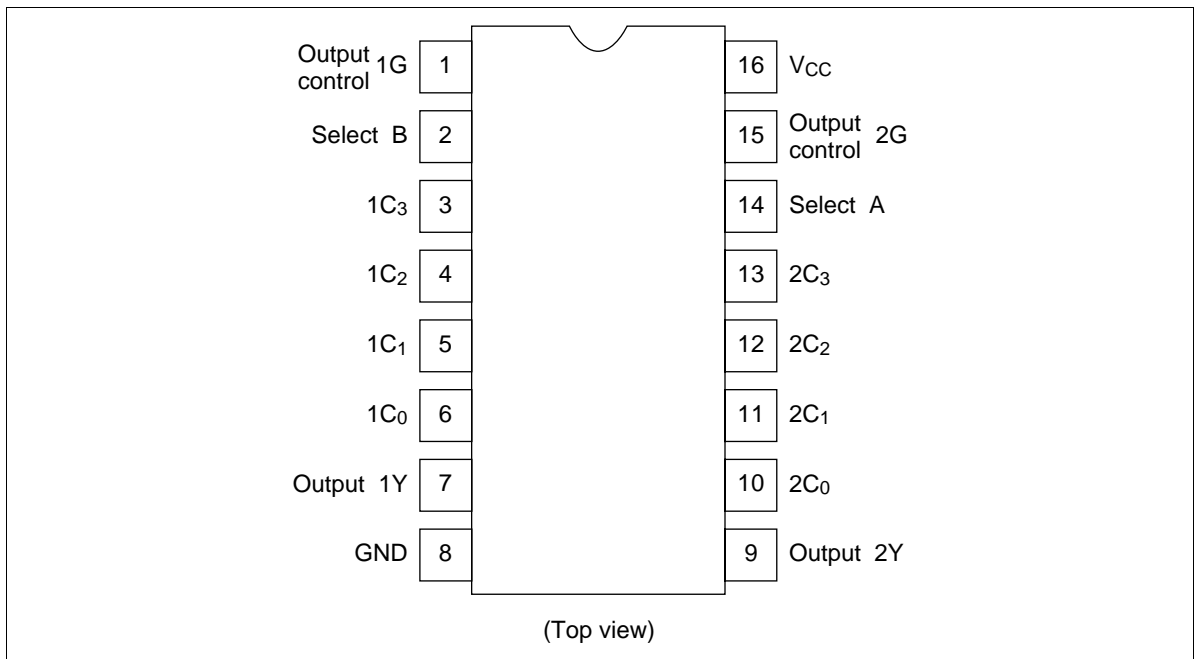 Output control 1G 1
Select B 2
1C3 3
1C2 4
1C1 5
1C0 6
Output 1Y 7
GND 8
16 VCC
15 Output control 2G
14 Select A
13 2C3
12 2C2
11 2C1
10 2C0
9 Output 2Y
(Top view)